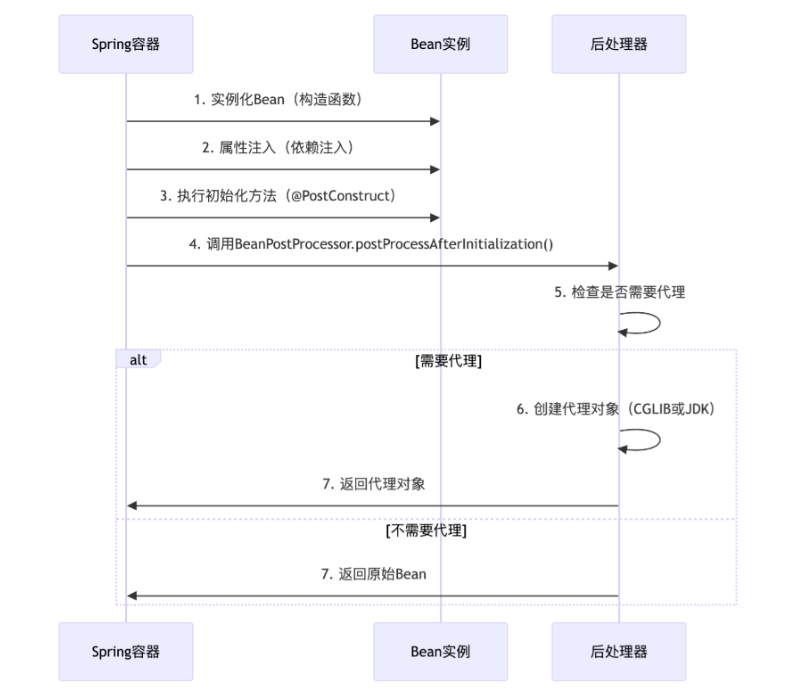 Spring容器
Bean实例
后处理器
1. 实例化Bean（构造函数）
2. 属性注入（依赖注入）
3. 执行初始化方法（@PostConstruct）
4. 调用BeanPostProcessor.postProcessAfterInitialization()
5. 检查是否需要代理
alt
[需要代理]
6. 创建代理对象（CGLIB或JDK）
7. 返回代理对象
[不需要代理]
7. 返回原始Bean
Spring容器
Bean实例
后处理器